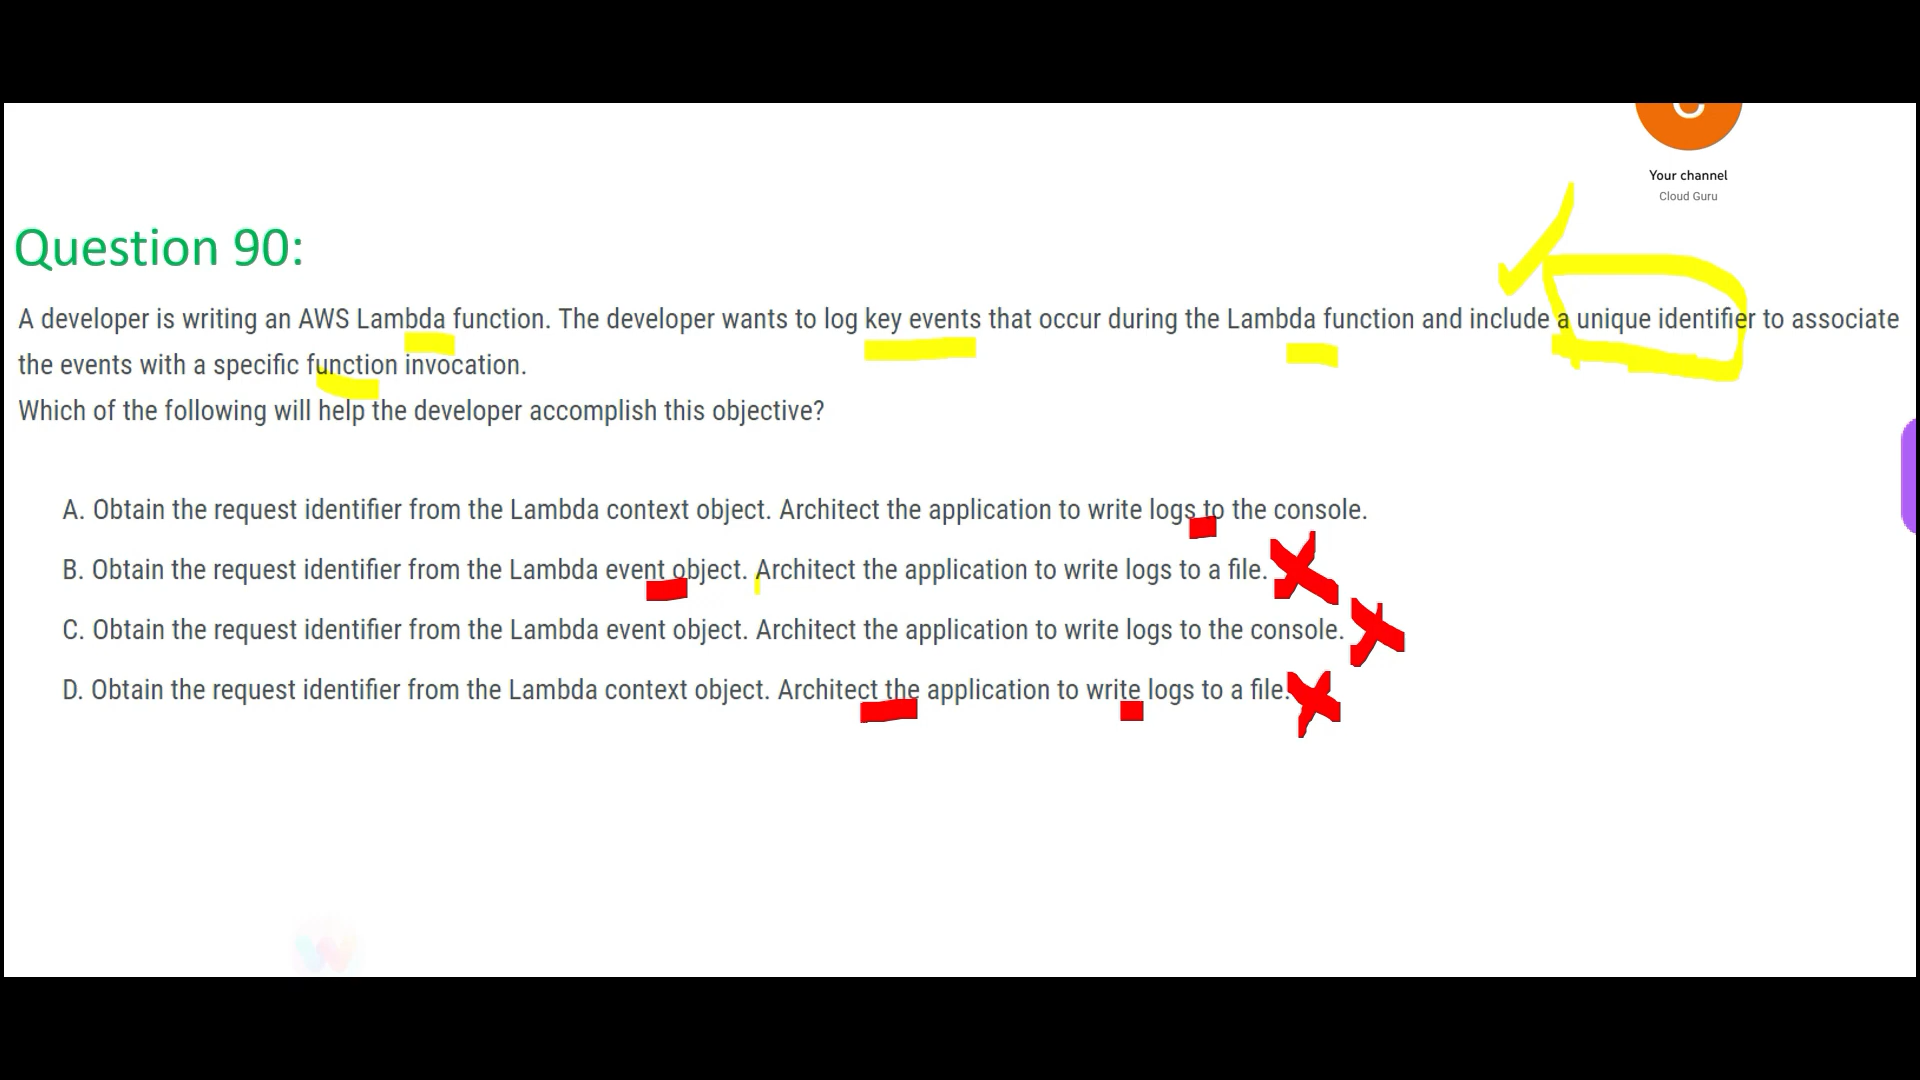 Your channel
Cloud Guru
Question 90:
A developer is writing an AWS Lambda function. The developer wants to log key events that occur during the Lambda function and include a unique identifier to associate
the events with a specific function invocation.
Which of the following will help the developer accomplish this objective?
A. Obtain the request identifier from the Lambda context object. Architect the application to write logs to the console.
B. Obtain the request identifier from the Lambda event object. Architect the application to write logs to a file.
C. Obtain the request identifier from the Lambda event object. Architect the application to write logs to the console.
D. Obtain the request identifier from the Lambda context object. Architect the application to write logs to a file.